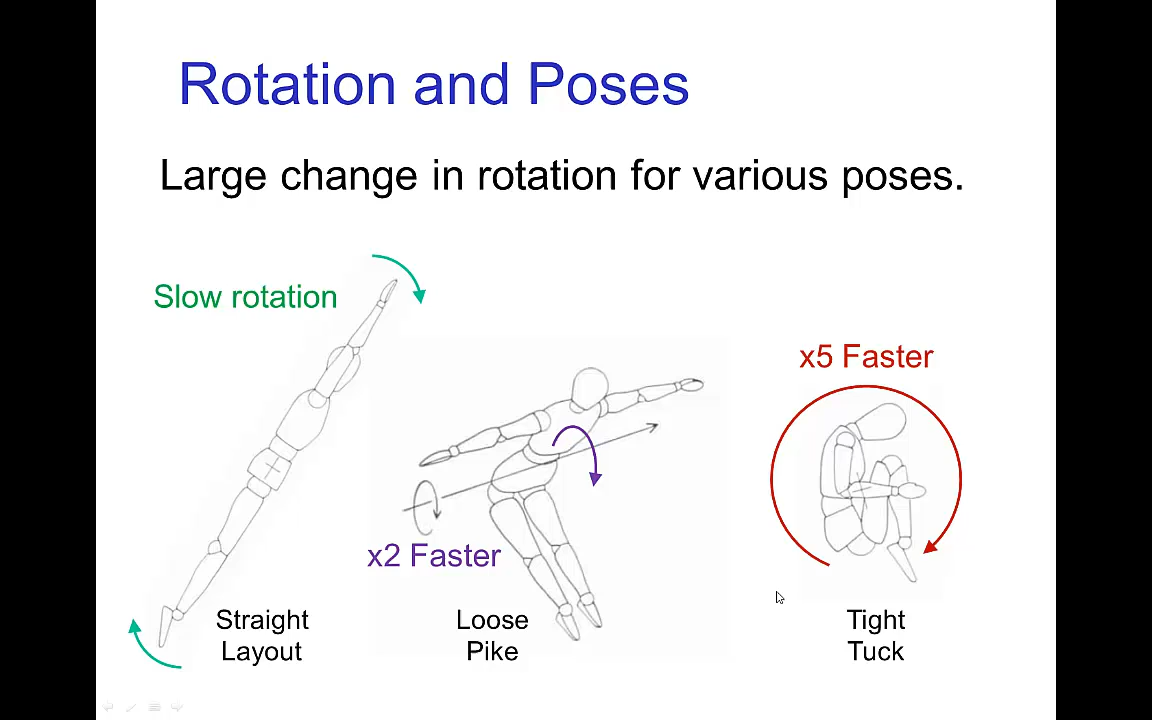 Rotation and Poses
Large change in rotation for various poses.
Slow rotation
x5 Faster
x2 Faster
Straight
Layout
Loose
Pike
Tight
Tuck